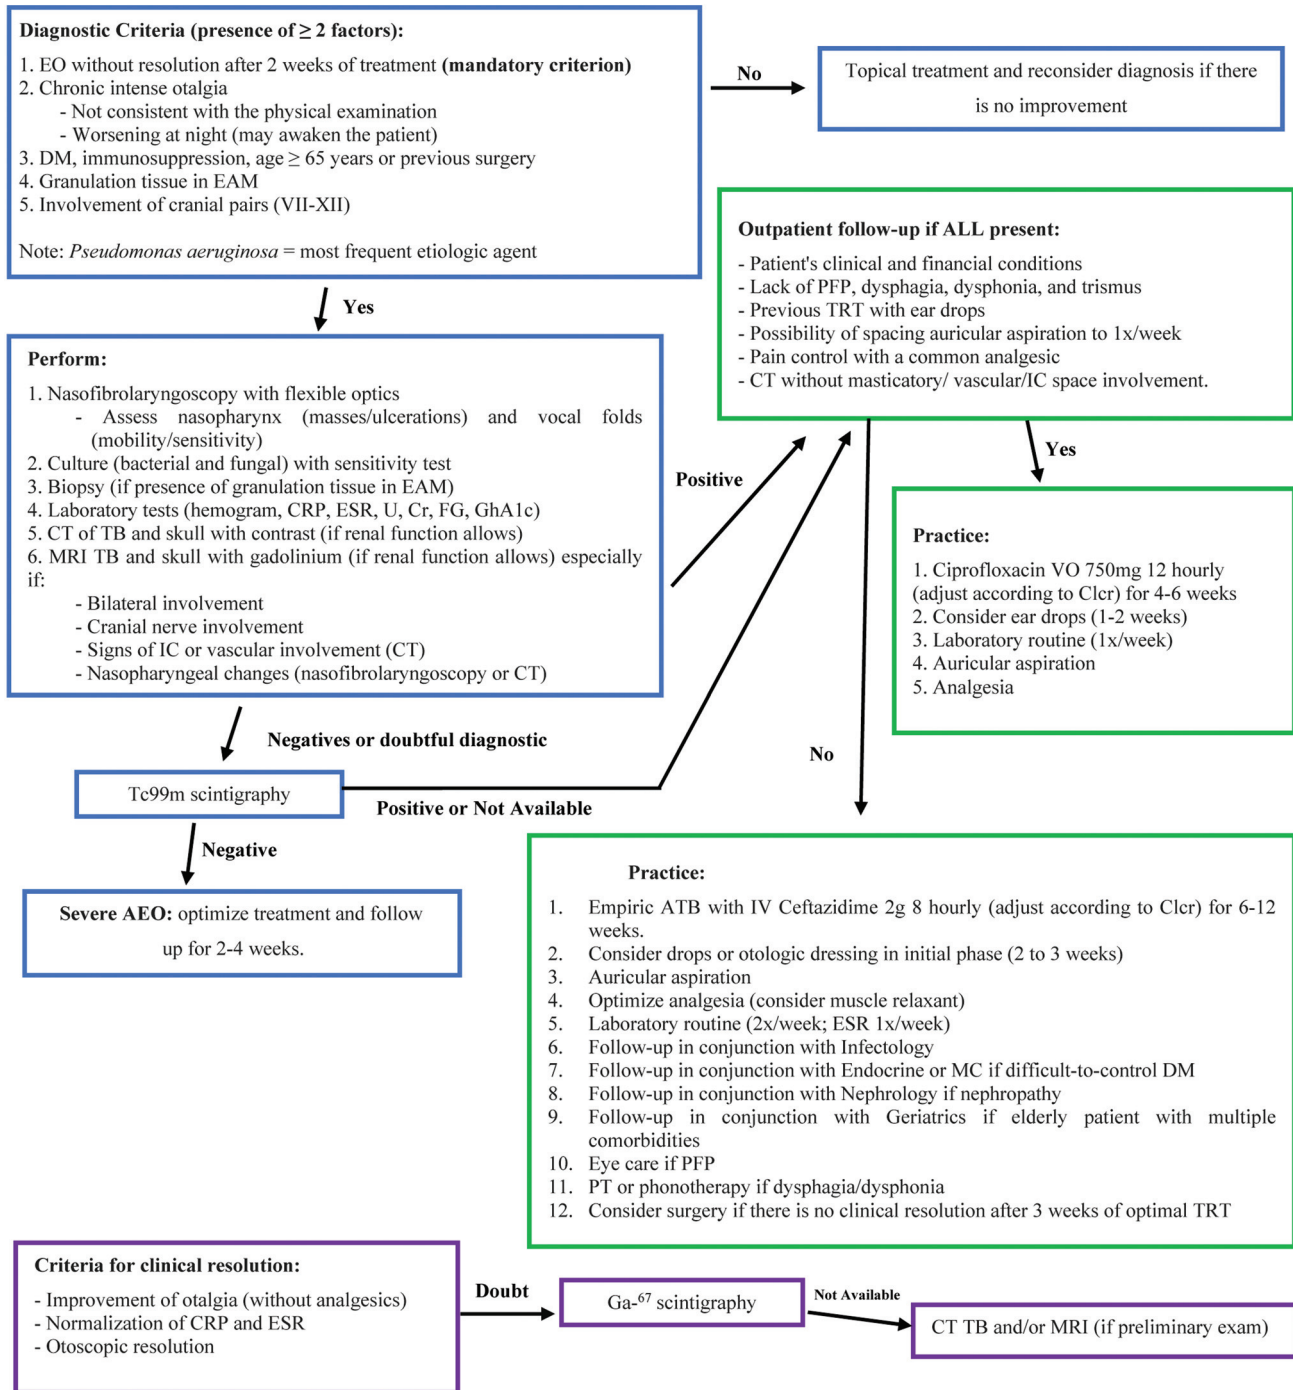 Diagnostic Criteria (presence of ≥ 2 factors):
1. EO without resolution after 2 weeks of treatment (mandatory criterion)
2. Chronic intense otalgia
- Not consistent with the physical examination
- Worsening at night (may awaken the patient)
3. DM, immunosuppression, age ≥ 65 years or previous surgery
4. Granulation tissue in EAM
5. Involvement of cranial pairs (VII-XII)
Note: Pseudomonas aeruginosa = most frequent etiologic agent
No
Topical treatment and reconsider diagnosis if there
is no improvement
Yes
Perform:
1. Nasofibrolaryngoscopy with flexible optics
- Assess nasopharynx (masses/ulcerations) and vocal folds
(mobility/sensitivity)
2. Culture (bacterial and fungal) with sensitivity test
3. Biopsy (if presence of granulation tissue in EAM)
4. Laboratory tests (hemogram, CRP, ESR, U, Cr, FG, GhA1c)
5. CT of TB and skull with contrast (if renal function allows)
6. MRI TB and skull with gadolinium (if renal function allows) especially
if:
- Bilateral involvement
- Cranial nerve involvement
- Signs of IC or vascular involvement (CT)
- Nasopharyngeal changes (nasofibrolaryngoscopy or CT)
Positive
Outpatient follow-up if ALL present:
- Patient's clinical and financial conditions
- Lack of PFP, dysphagia, dysphonia, and trismus
- Previous TRT with ear drops
- Possibility of spacing auricular aspiration to 1x/week
- Pain control with a common analgesic
- CT without masticatory/ vascular/IC space involvement.
Yes
Practice:
1. Ciprofloxacin VO 750mg 12 hourly
(adjust according to Clcr) for 4-6 weeks
2. Consider ear drops (1-2 weeks)
3. Laboratory routine (1x/week)
4. Auricular aspiration
5. Analgesia
Negatives or doubtful diagnostic
Tc99m scintigraphy
Positive or Not Available
No
Negative
Severe AEO: optimize treatment and follow
up for 2-4 weeks.
Practice:
1. Empiric ATB with IV Ceftazidime 2g 8 hourly (adjust according to Clcr) for 6-12
weeks.
2. Consider drops or otologic dressing in initial phase (2 to 3 weeks)
3. Auricular aspiration
4. Optimize analgesia (consider muscle relaxant)
5. Laboratory routine (2x/week; ESR 1x/week)
6. Follow-up in conjunction with Infectology
7. Follow-up in conjunction with Endocrine or MC if difficult-to-control DM
8. Follow-up in conjunction with Nephrology if nephropathy
9. Follow-up in conjunction with Geriatrics if elderly patient with multiple
comorbidities
10. Eye care if PFP
11. PT or phonotherapy if dysphagia/dysphonia
12. Consider surgery if there is no clinical resolution after 3 weeks of optimal TRT
Criteria for clinical resolution:
- Improvement of otalgia (without analgesics)
- Normalization of CRP and ESR
- Otoscopic resolution
Doubt
Ga-⁶⁷ scintigraphy
Not Available
CT TB and/or MRI (if preliminary exam)